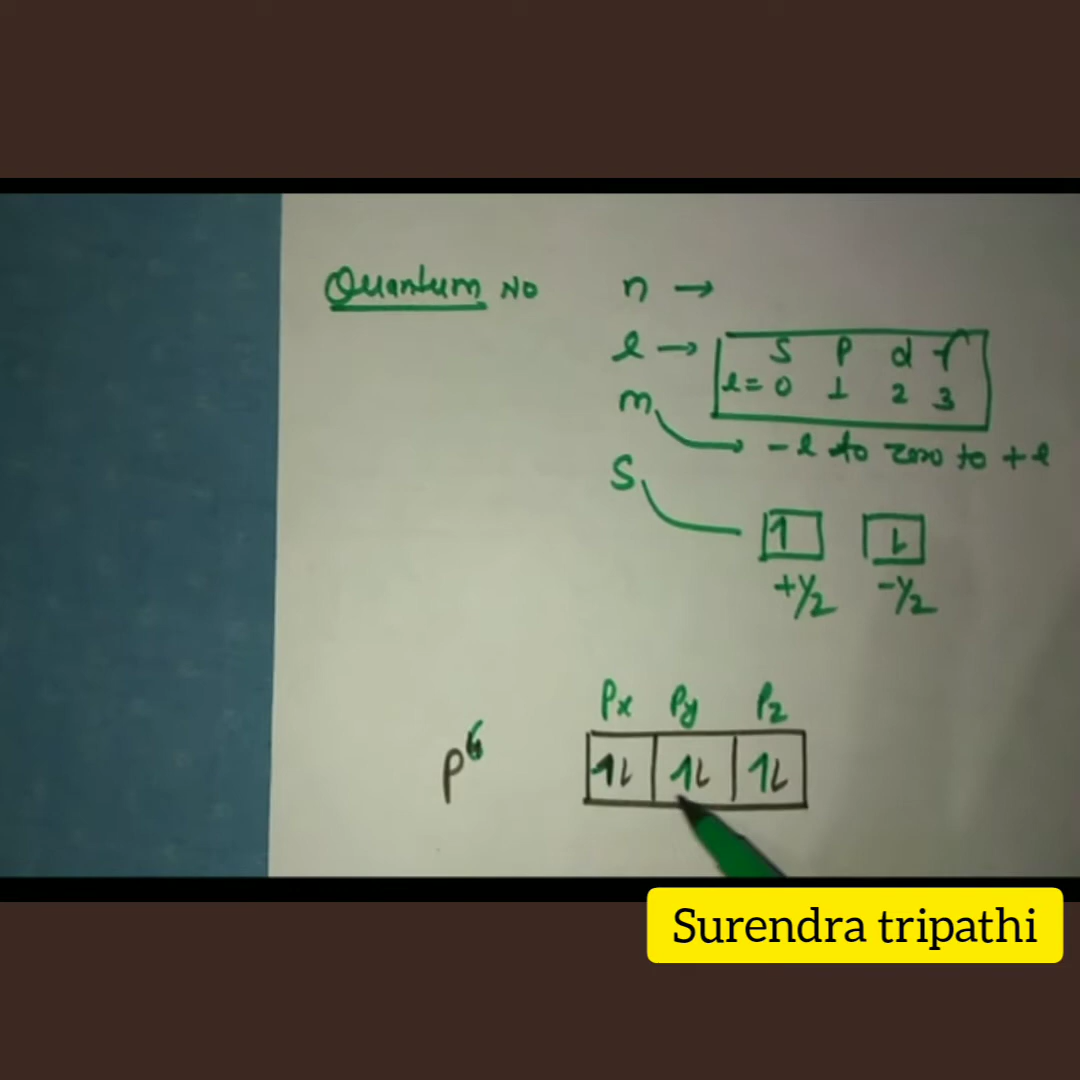 Quantum No
n →
l →
S P d f
l= 0 1 2 3
m
-l to zero to +l
S
↿ ⇂
+1/2 -1/2
Px Py Pz
P⁶
↿⇂ ↿⇂ ↿⇂
Surendra tripathi